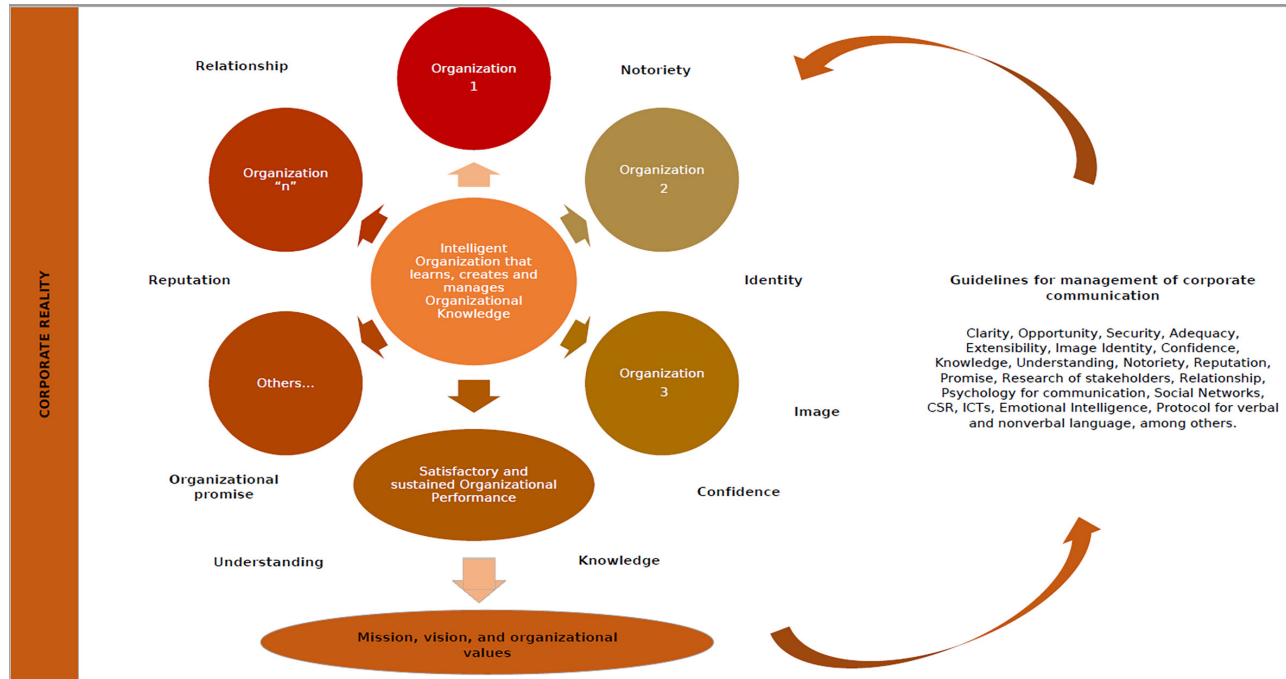 CORPORATE REALITY
Relationship
Organization
1
Notoriety
Organization
"n"
Organization
2
Intelligent
Organization that
learns, creates and
manages
Organizational
Knowledge
Reputation
Identity
Others...
Organization
3
Image
Organizational
promise
Satisfactory and
sustained Organizational
Performance
Confidence
Understanding
Knowledge
Mission, vision, and organizational
values
Guidelines for management of corporate
communication
Clarity, Opportunity, Security, Adequacy,
Extensibility, Image Identity, Confidence,
Knowledge, Understanding, Notoriety, Reputation,
Promise, Research of stakeholders, Relationship,
Psychology for communication, Social Networks,
CSR, ICTs, Emotional Intelligence, Protocol for verbal
and nonverbal language, among others.